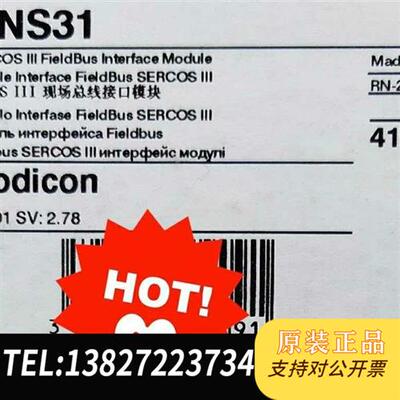 NS31
COS III FieldBus Interface Module
le Interface FieldBus SERCOS III
S III 现场总线接口模块
lo Interfase FieldBus SERCOS III
ль интерфейса Fieldbus
bus SERCOS III интерфейс модулі
odicon
01 SV: 2.78
Mad
RN-2
41
HOT!
3
91
TEL:13827223734
原装正品
支持对公开票